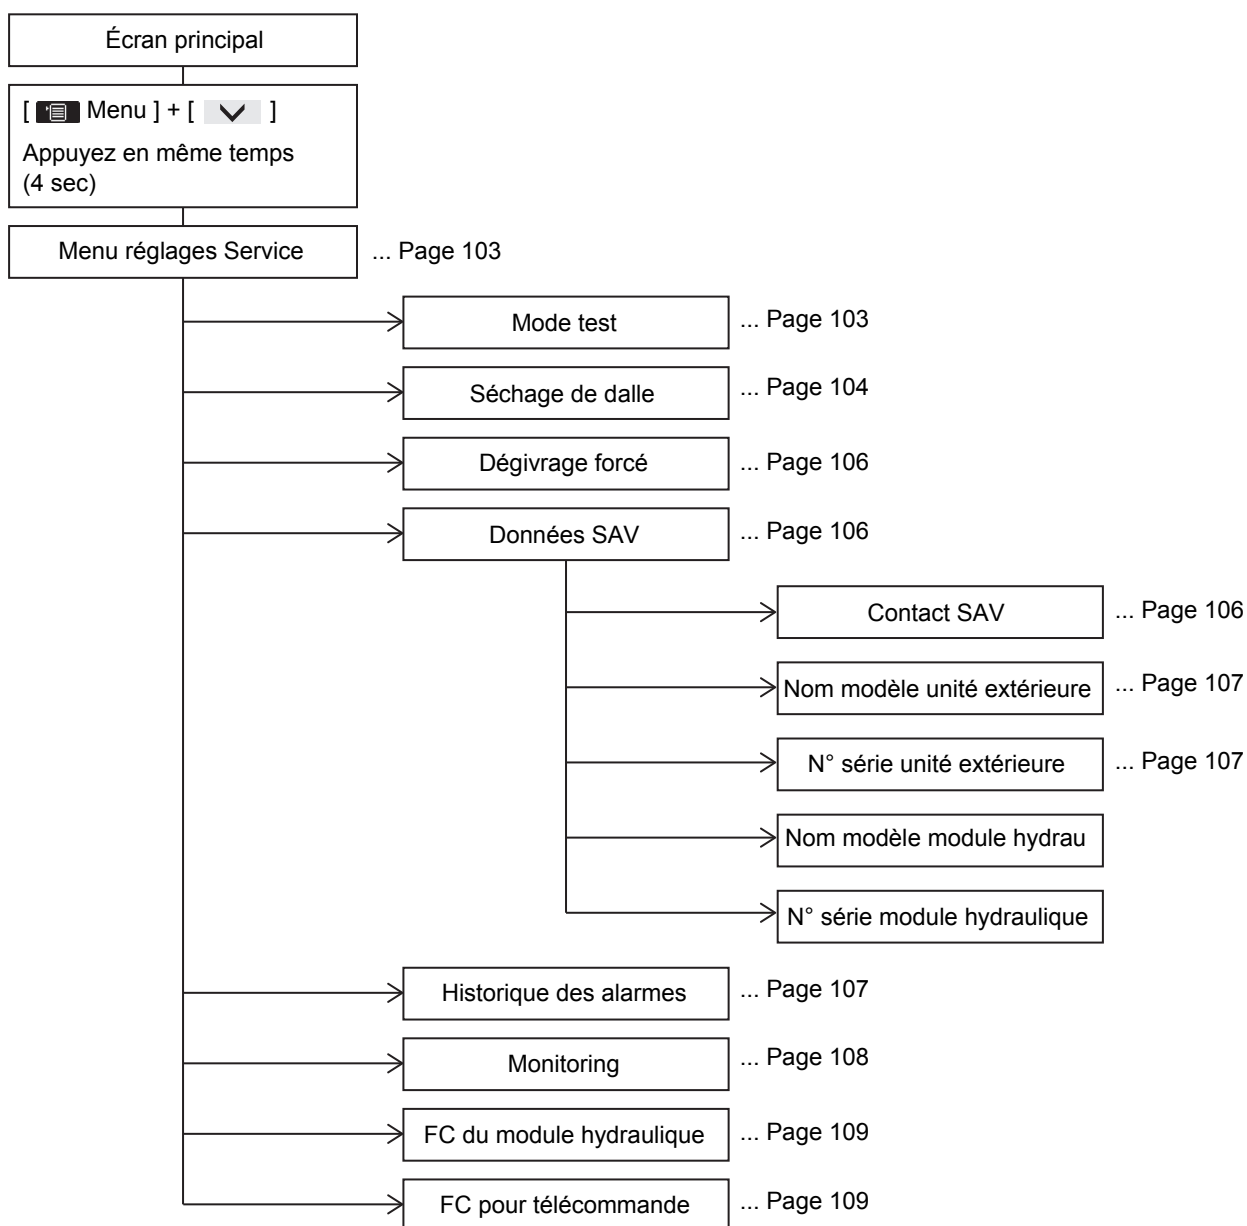 Écran principal
[ Menu ] + [ ]
Appuyez en même temps
(4 sec)
Menu réglages Service ... Page 103
Mode test ... Page 103
Séchage de dalle ... Page 104
Dégivrage forcé ... Page 106
Données SAV ... Page 106
Contact SAV ... Page 106
Nom modèle unité extérieure ... Page 107
N° série unité extérieure ... Page 107
Nom modèle module hydrau
N° série module hydraulique
Historique des alarmes ... Page 107
Monitoring ... Page 108
FC du module hydraulique ... Page 109
FC pour télécommande ... Page 109